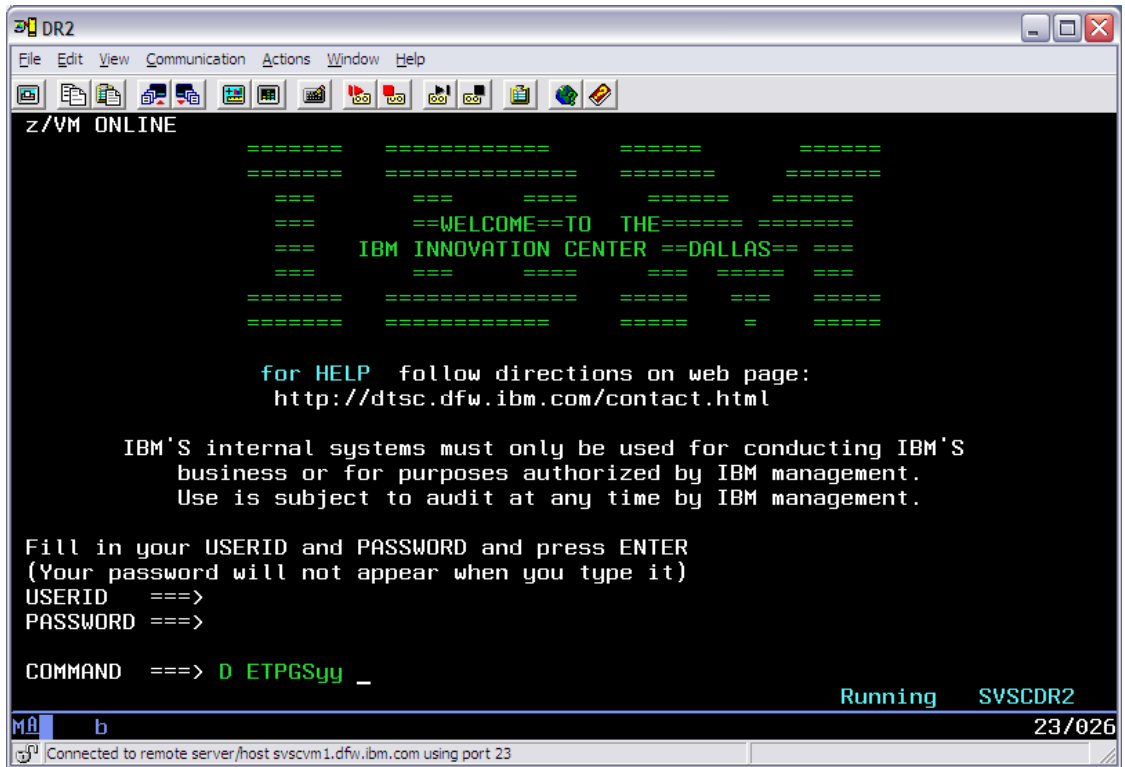 DR2
File Edit View Communication Actions Window Help
z/VM ONLINE
======= ============ ====== ======
======= ============== ======= =======
=== === ==== ====== ======
=== ==WELCOME==TO THE====== =======
=== IBM INNOVATION CENTER ==DALLAS== ===
=== === ==== === ===== ===
======= ============== ===== === =====
======= ============ ===== = =====
for HELP follow directions on web page:
http://dtsc.dfw.ibm.com/contact.html
IBM'S internal systems must only be used for conducting IBM'S
business or for purposes authorized by IBM management.
Use is subject to audit at any time by IBM management.
Fill in your USERID and PASSWORD and press ENTER
(Your password will not appear when you type it)
USERID ===>
PASSWORD ===>
COMMAND ===> D ETPGSyy _
Running SVSCDR2
MA b 23/026
Connected to remote server/host svscvm1.dfw.ibm.com using port 23